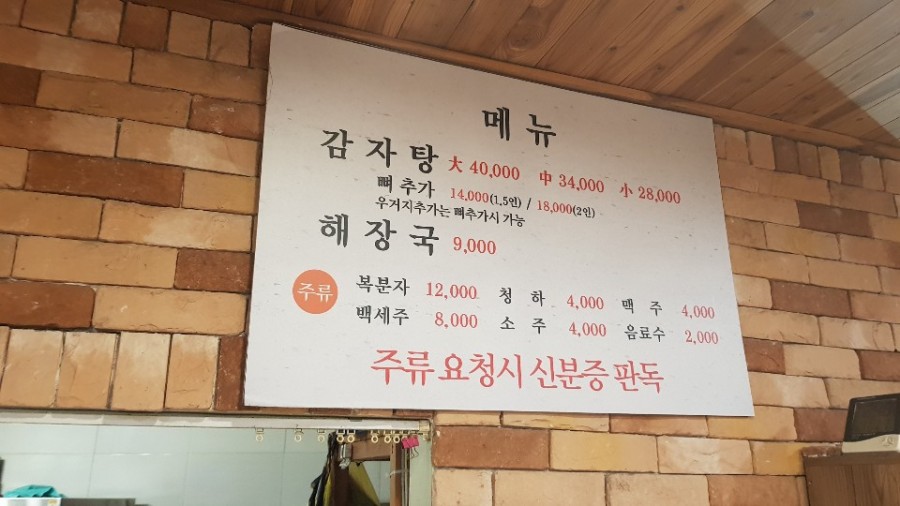 메뉴
감자탕 大 40,000 中 34,000 小 28,000
뼈 추가 14,000(1.5인) / 18,000(2인)
우거지추가는 뼈추가시 가능
해장국 9,000
주류
복분자 12,000 청하 4,000 맥주 4,000
백세주 8,000 소주 4,000 음료수 2,000
주류 요청시 신분증 판독